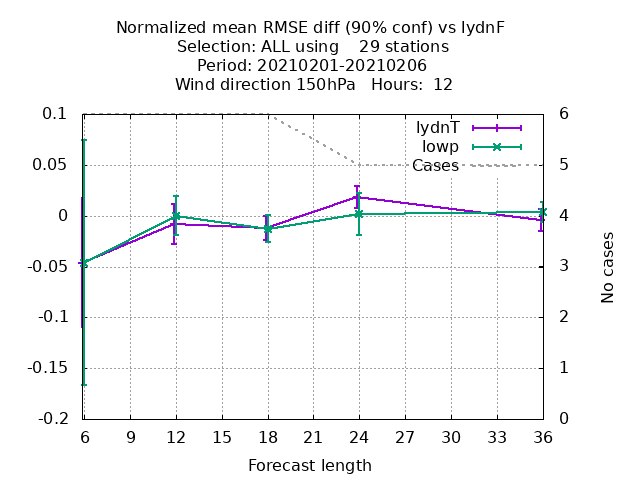 Normalized mean RMSE diff (90% conf) vs lydnF
Selection: ALL using    29 stations
Period: 20210201-20210206
Wind direction 150hPa   Hours:  12
0.1
0.05
0
-0.05
-0.1
-0.15
-0.2
lydnT
lowp
Cases
6
5
4
3
2
1
0
No cases
6 9 12 15 18 21 24 27 30 33 36
Forecast length